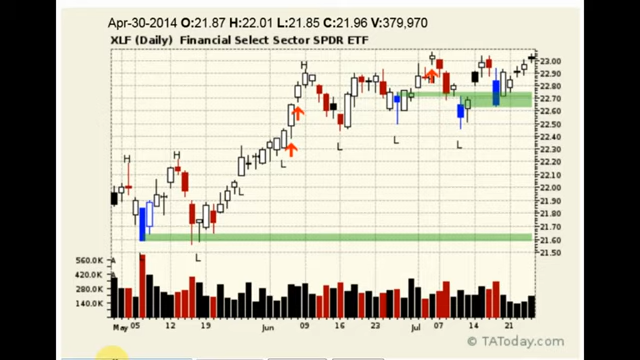 Apr-30-2014 O:21.87 H:22.01 L:21.85 C:21.96 V:379,970
XLF (Daily) Financial Select Sector SPDR ETF
H
23.00
22.90
22.80
22.70
22.60
22.50
22.40
L
L
L
22.30
H
H
22.20
L
22.10
22.00
L
21.90
21.80
21.70
21.60
21.50
L
L
560.0K
A
420.0K
A
280.0K
140.0K
May 05 12 19 Jun 09 16 23 Jul 07 14 21
© TAToday.com